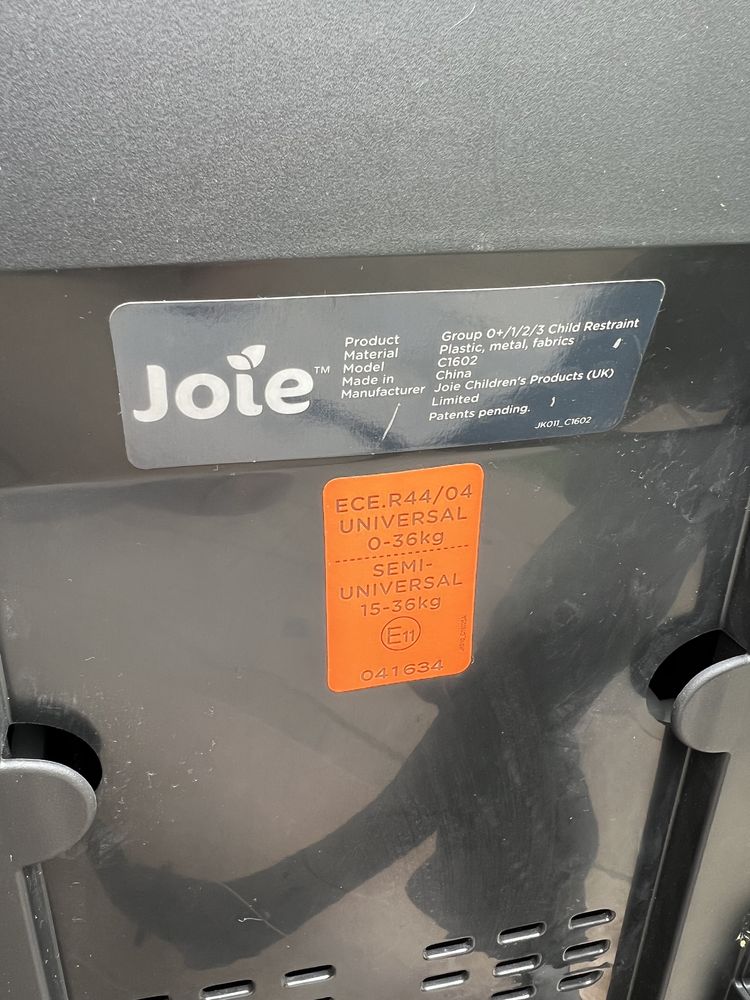 Joie™
Product Group 0+/1/2/3 Child Restraint
Material Plastic, metal, fabrics
Model C1602
Made in China
Manufacturer Joie Children's Products (UK)
Limited
Patents pending.
JK011_C1602
ECE.R44/04
UNIVERSAL
0-36kg
SEMI-
UNIVERSAL
15-36kg
E11
041634